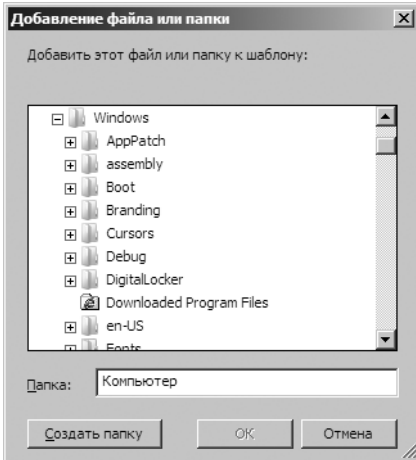 Добавление файла или папки
Добавить этот файл или папку к шаблону:
Windows
AppPatch
assembly
Boot
Branding
Cursors
Debug
DigitalLocker
Downloaded Program Files
en-US
Fonts
Папка: Компьютер
Создать папку OK Отмена